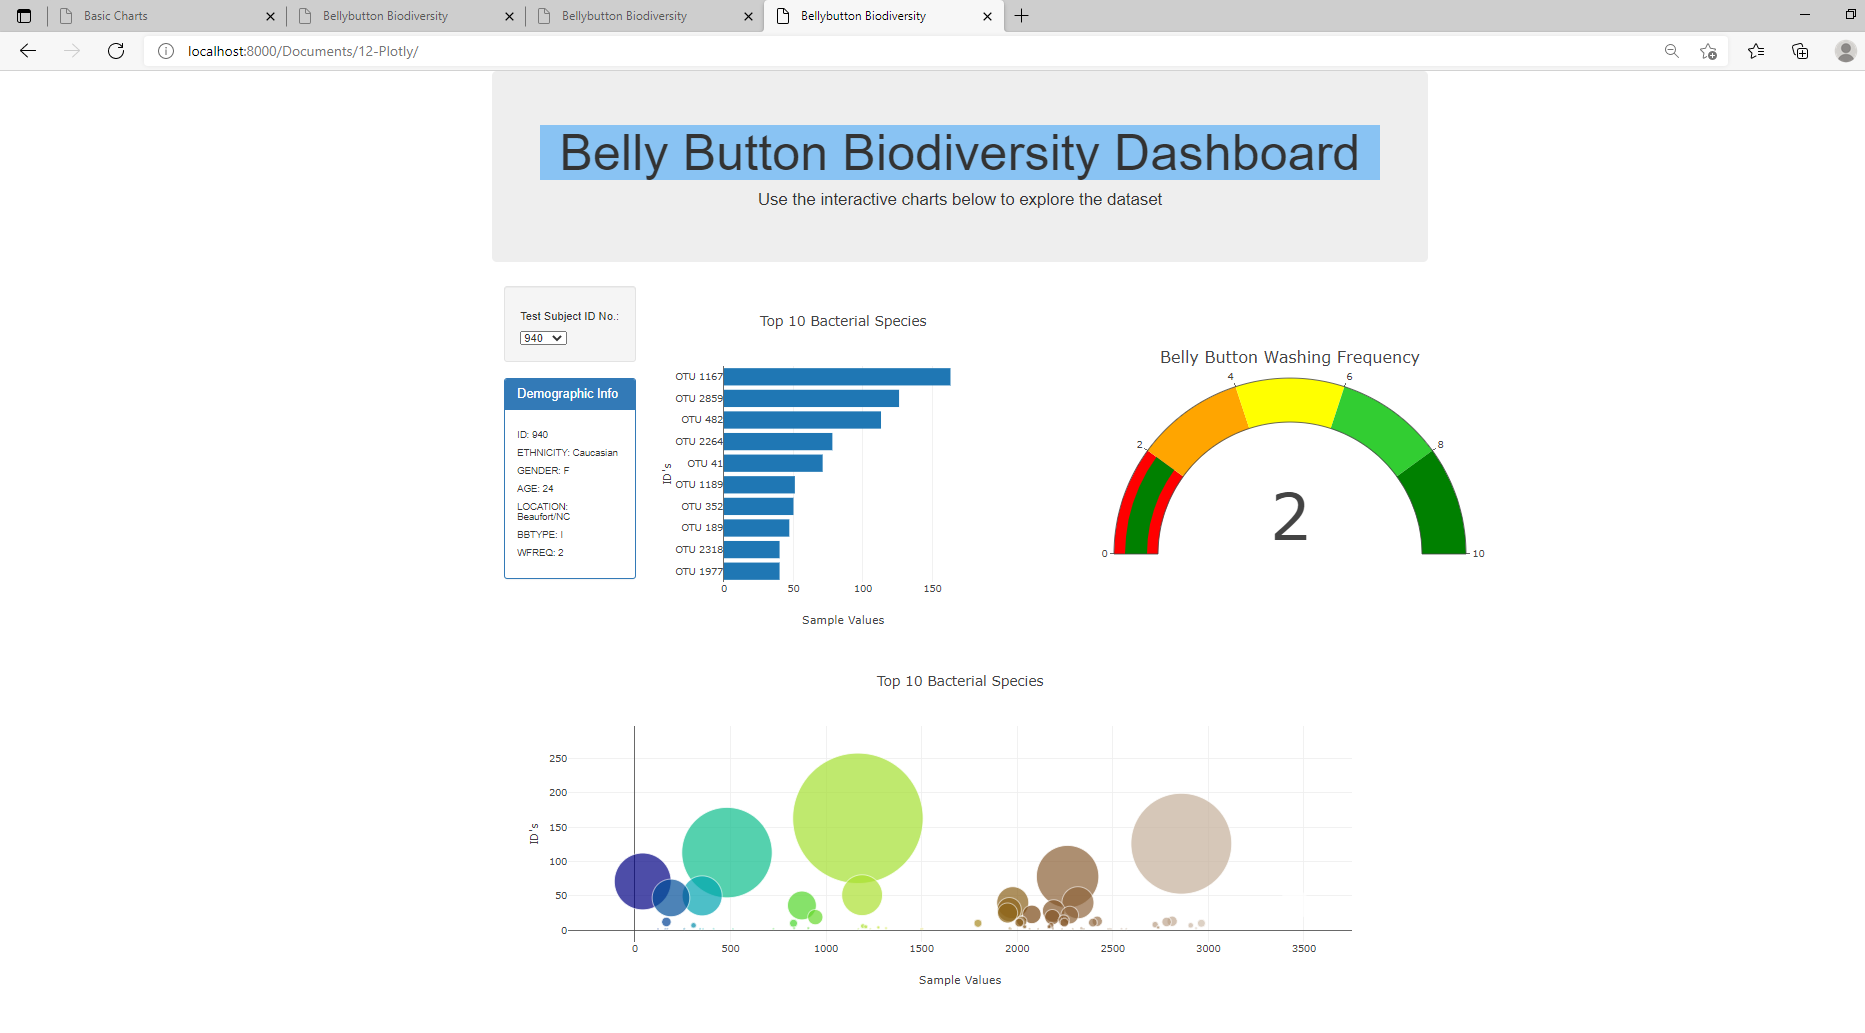 Basic Charts
Bellybutton Biodiversity
Bellybutton Biodiversity
Bellybutton Biodiversity
localhost:8000/Documents/12-Plotly/
Belly Button Biodiversity Dashboard
Use the interactive charts below to explore the dataset
Test Subject ID No.:
940
Demographic Info
ID: 940
ETHNICITY: Caucasian
GENDER: F
AGE: 24
LOCATION:
Beaufort/NC
BBTYPE: I
WFREQ: 2
Top 10 Bacterial Species
ID's
OTU 1167
OTU 2859
OTU 482
OTU 2264
OTU 41
OTU 1189
OTU 352
OTU 189
OTU 2318
OTU 1977
0 50 100 150
Sample Values
Belly Button Washing Frequency
0
2
4
6
8
10
2
Top 10 Bacterial Species
ID's
250
200
150
100
50
0
0 500 1000 1500 2000 2500 3000 3500
Sample Values